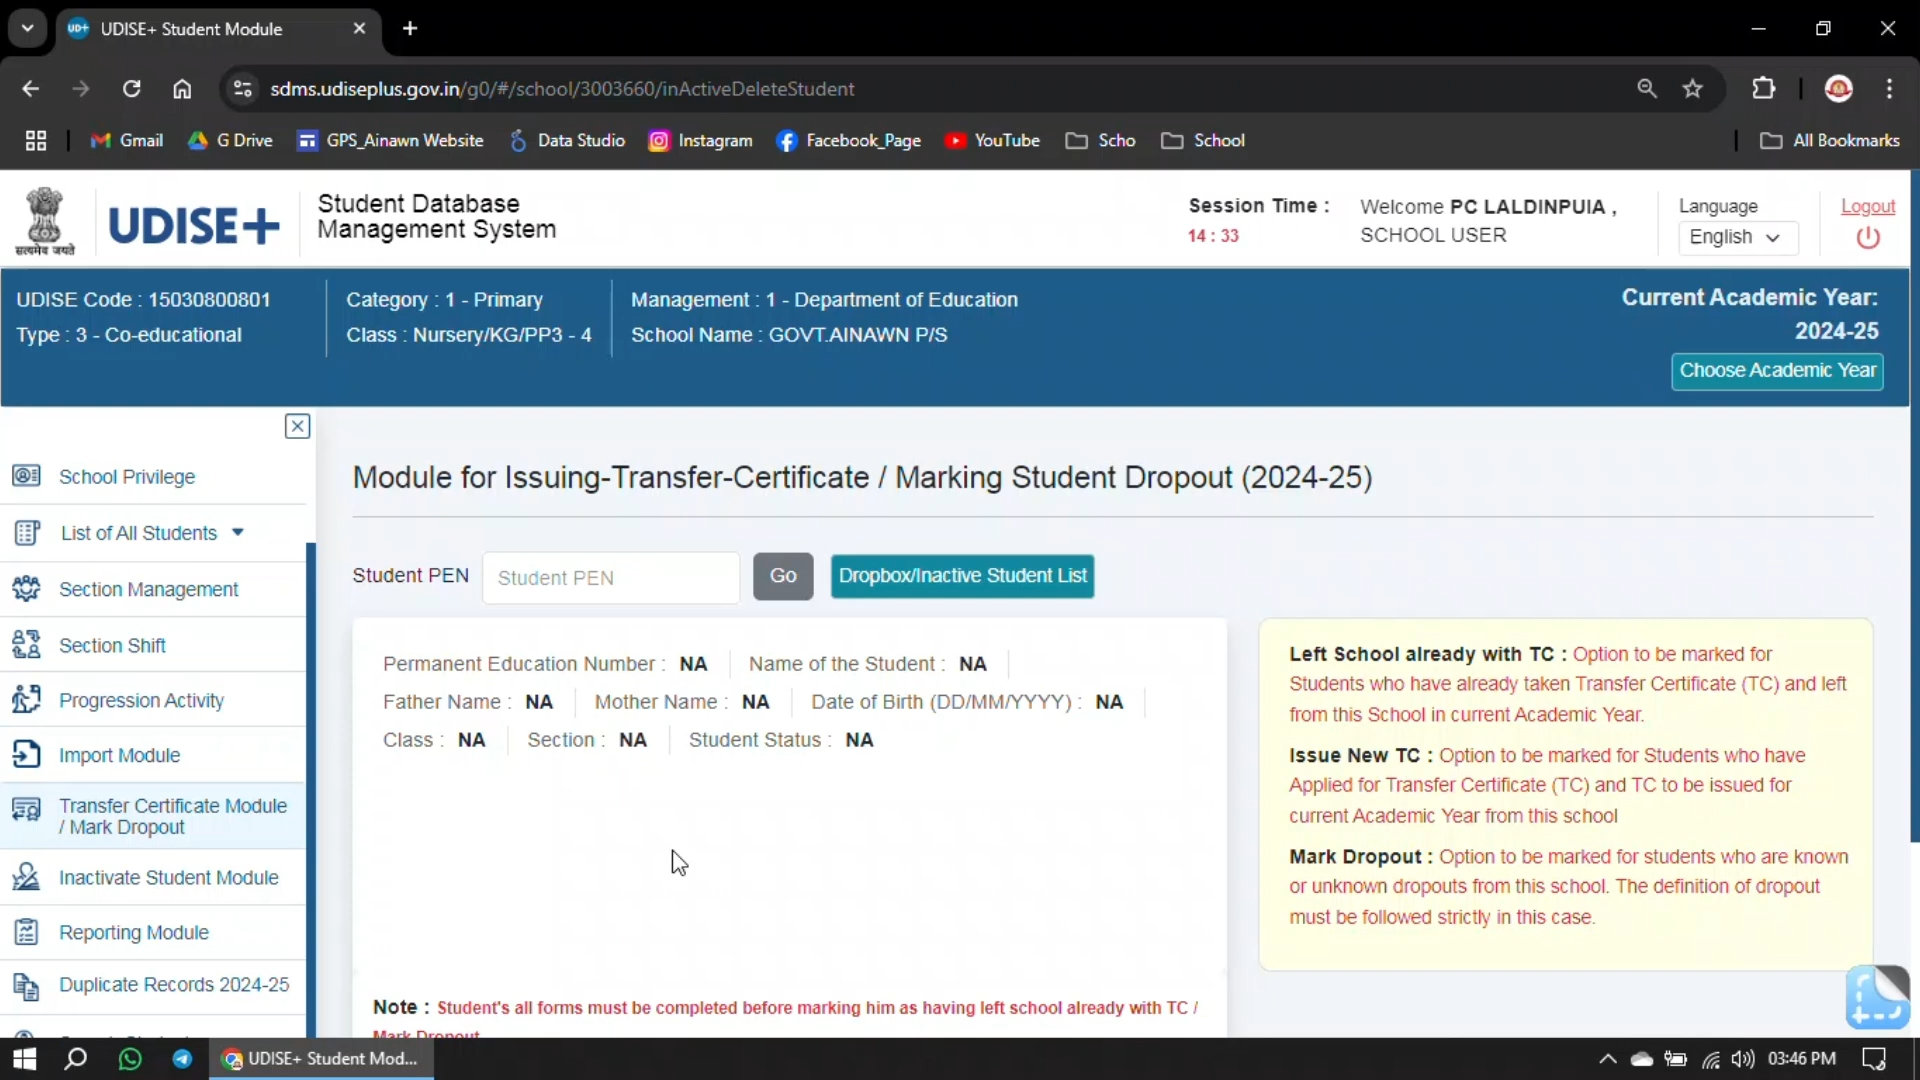 UDISE+ Student Module
sdms.udiseplus.gov.in/g0/#/school/3003660/inActiveDeleteStudent
Gmail G Drive GPS_Ainawn Website Data Studio Instagram Facebook_Page YouTube Scho School All Bookmarks
सत्यमेव जयते
UDISE+
Student Database
Management System
Session Time :
14 : 33
Welcome PC LALDINPUIA ,
SCHOOL USER
Language
English
Logout
UDISE Code : 15030800801
Type : 3 - Co-educational
Category : 1 - Primary
Class : Nursery/KG/PP3 - 4
Management : 1 - Department of Education
School Name : GOVT.AINAWN P/S
Current Academic Year:
2024-25
Choose Academic Year
School Privilege
List of All Students
Section Management
Section Shift
Progression Activity
Import Module
Transfer Certificate Module
/ Mark Dropout
Inactivate Student Module
Reporting Module
Duplicate Records 2024-25
Module for Issuing-Transfer-Certificate / Marking Student Dropout (2024-25)
Student PEN Student PEN Go Dropbox/Inactive Student List
Permanent Education Number : NA Name of the Student : NA
Father Name : NA Mother Name : NA Date of Birth (DD/MM/YYYY) : NA
Class : NA Section : NA Student Status : NA
Note : Student's all forms must be completed before marking him as having left school already with TC /
Mark Dropout
Left School already with TC : Option to be marked for
Students who have already taken Transfer Certificate (TC) and left
from this School in current Academic Year.
Issue New TC : Option to be marked for Students who have
Applied for Transfer Certificate (TC) and TC to be issued for
current Academic Year from this school
Mark Dropout : Option to be marked for students who are known
or unknown dropouts from this school. The definition of dropout
must be followed strictly in this case.
UDISE+ Student Mod...
03:46 PM